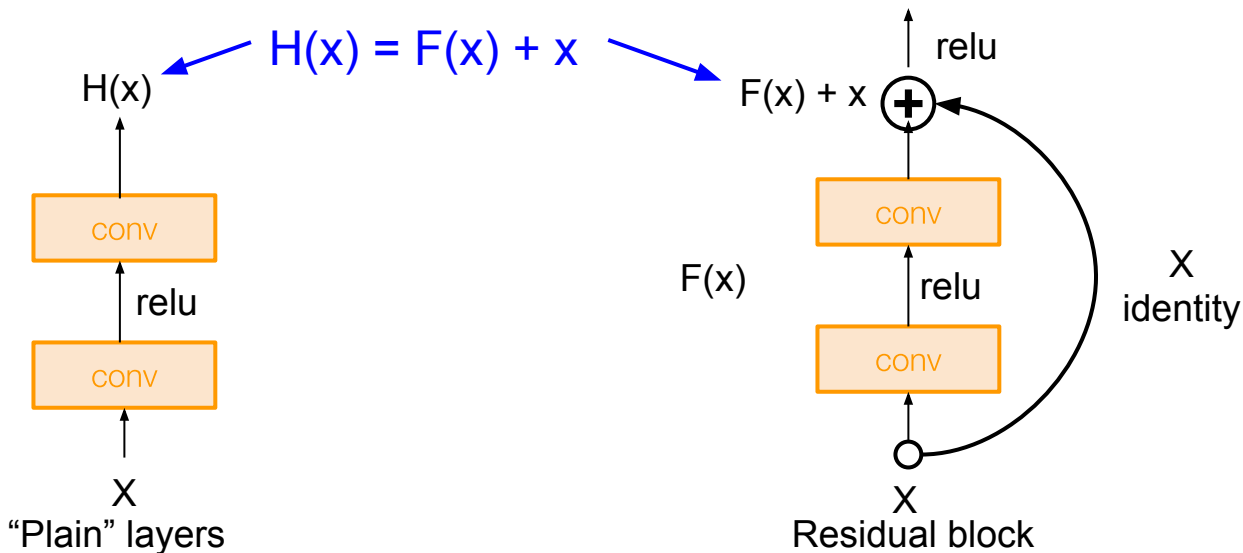 H(x) = F(x) + x
H(x)
conv
relu
conv
X
“Plain” layers
relu
F(x) + x
+
conv
F(x)
relu
X
identity
conv
X
Residual block